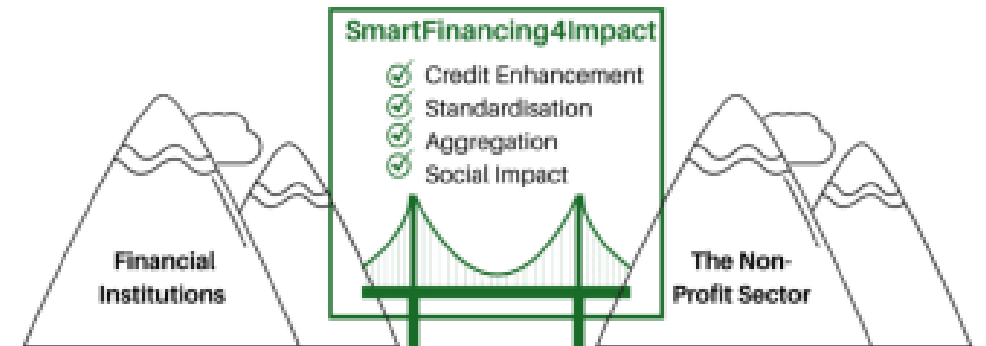 SmartFinancing4Impact
Credit Enhancement
Standardisation
Aggregation
Social Impact
Financial
Institutions
The Non-
Profit Sector